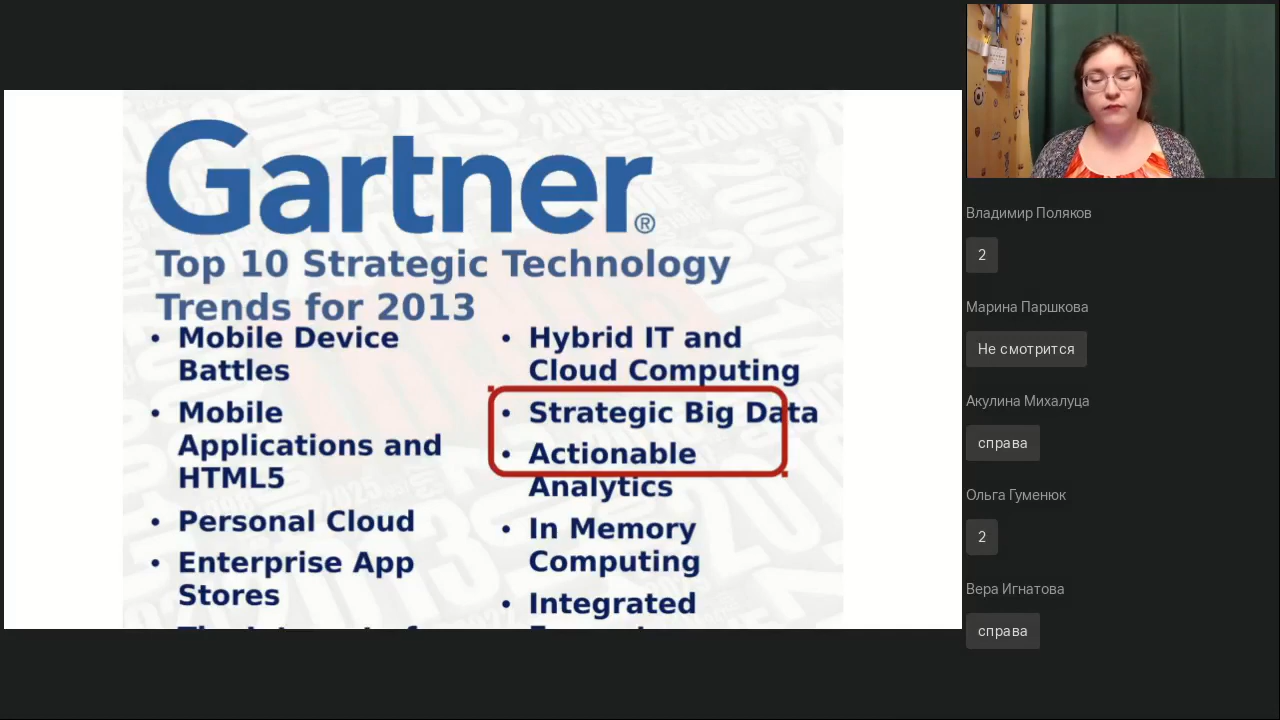 Gartner®
Top 10 Strategic Technology
Trends for 2013
• Mobile Device
Battles
• Mobile
Applications and
HTML5
• Personal Cloud
• Enterprise App
Stores
• Hybrid IT and
Cloud Computing
• Strategic Big Data
• Actionable
Analytics
• In Memory
Computing
• Integrated
Владимир Поляков
2
Марина Паршкова
Не смотрится
Акулина Михалуца
справа
Ольга Гуменюк
2
Вера Игнатова
справа